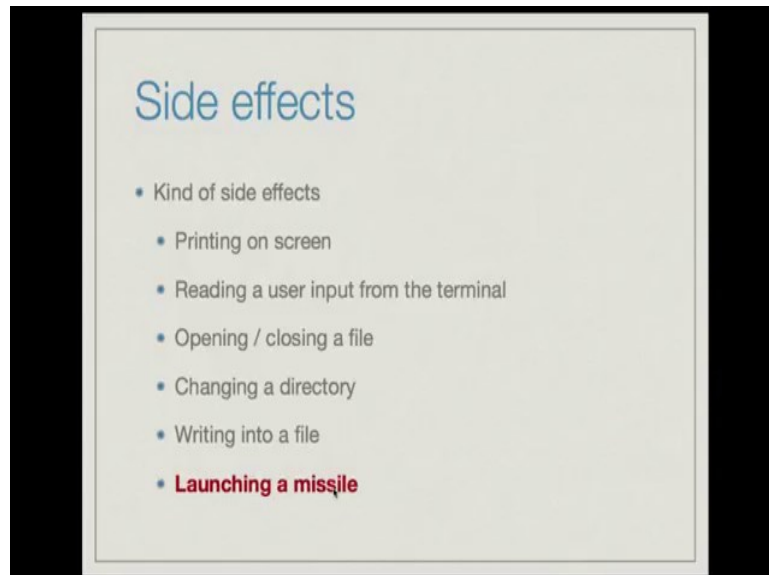 Side effects
• Kind of side effects
• Printing on screen
• Reading a user input from the terminal
• Opening / closing a file
• Changing a directory
• Writing into a file
• Launching a missile